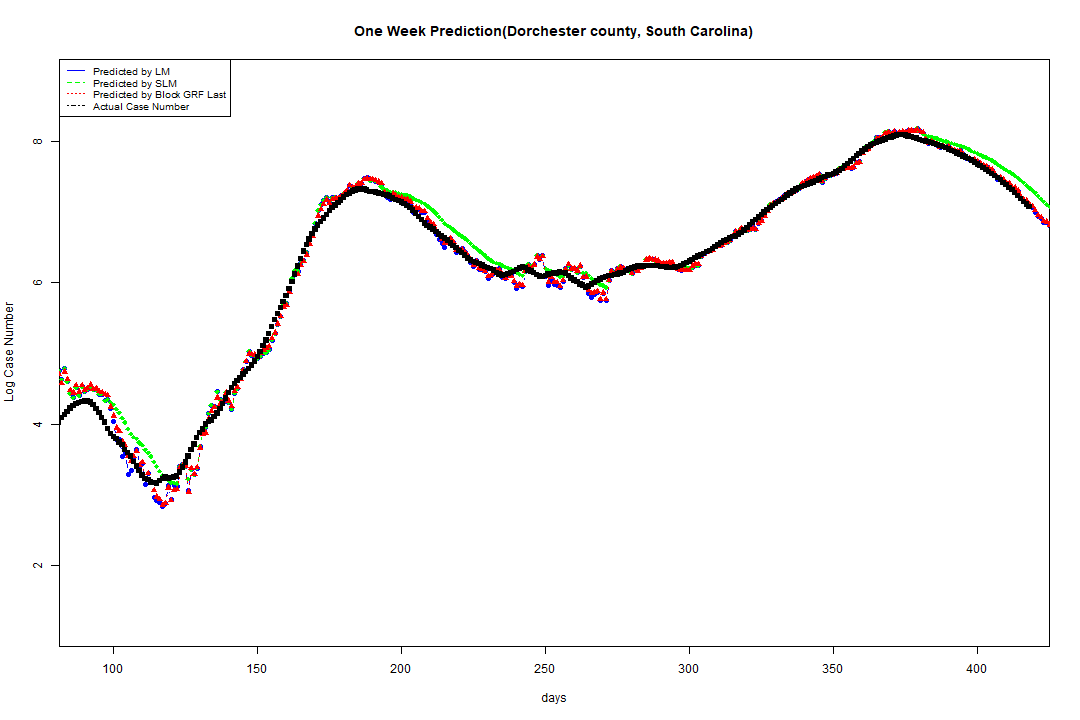 One Week Prediction(Dorchester county, South Carolina)
Predicted by LM
Predicted by SLM
Predicted by Block GRF Last
Actual Case Number
8
6
4
2
Log Case Number
100 150 200 250 300 350 400
days